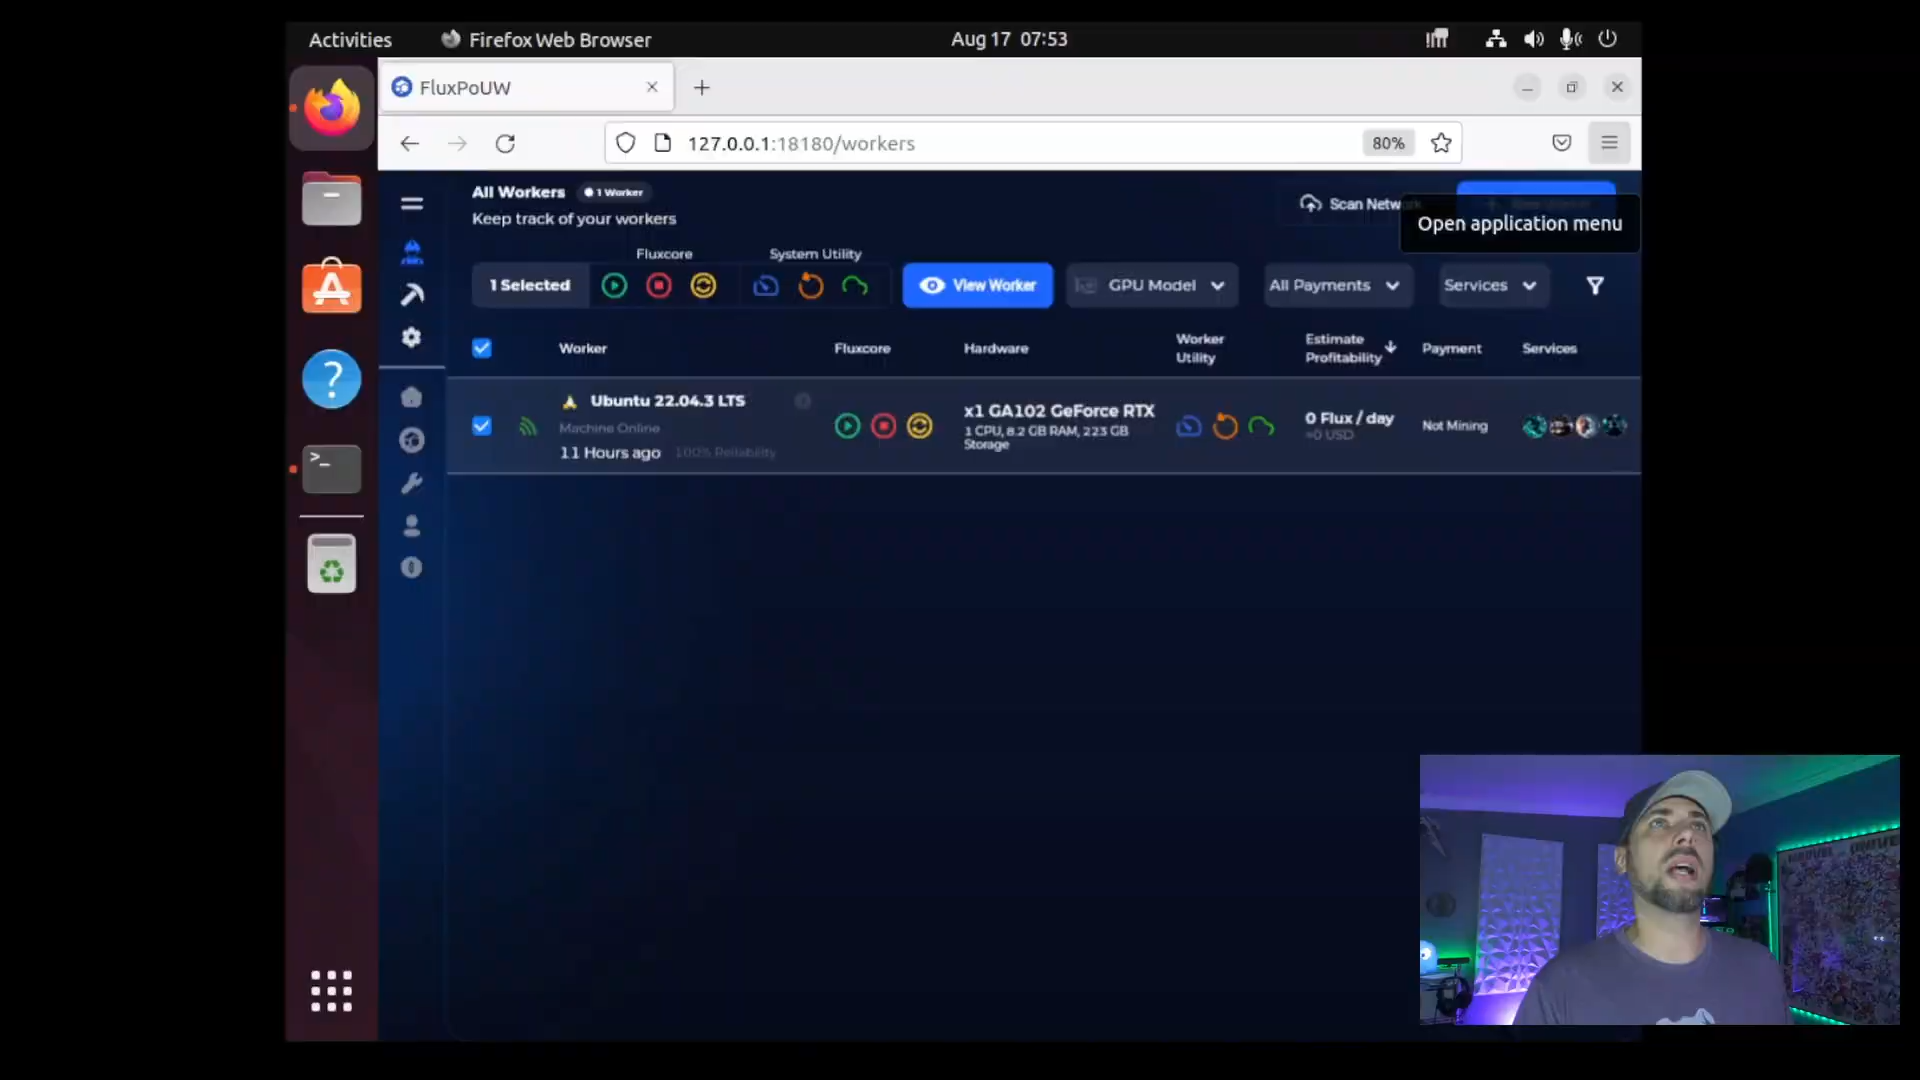 Activities
Firefox Web Browser
Aug 17 07:53
FluxPoUW
127.0.0.1:18180/workers
80%
All Workers
1 Worker
Keep track of your workers
Scan Netw
Open application menu
Fluxcore
System Utility
1 Selected
View Worker
GPU Model
All Payments
Services
Worker
Fluxcore
Hardware
Worker
Utility
Estimate
Profitability
Payment
Services
Ubuntu 22.04.3 LTS
Machine Online
11 Hours ago
100% Reliability
x1 GA102 GeForce RTX
1 CPU, 8.2 GB RAM, 223 GB
Storage
0 Flux / day
≈0 USD
Not Mining